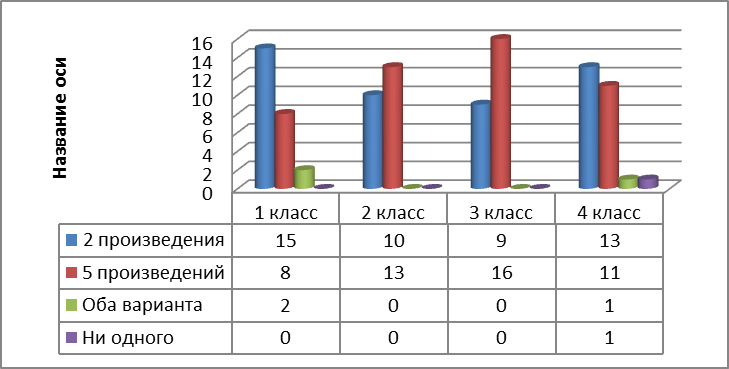 Название оси
16
14
12
10
8
6
4
2
0
1 класс 2 класс 3 класс 4 класс
2 произведения 15 10 9 13
5 произведений 8 13 16 11
Оба варианта 2 0 0 1
Ни одного 0 0 0 1